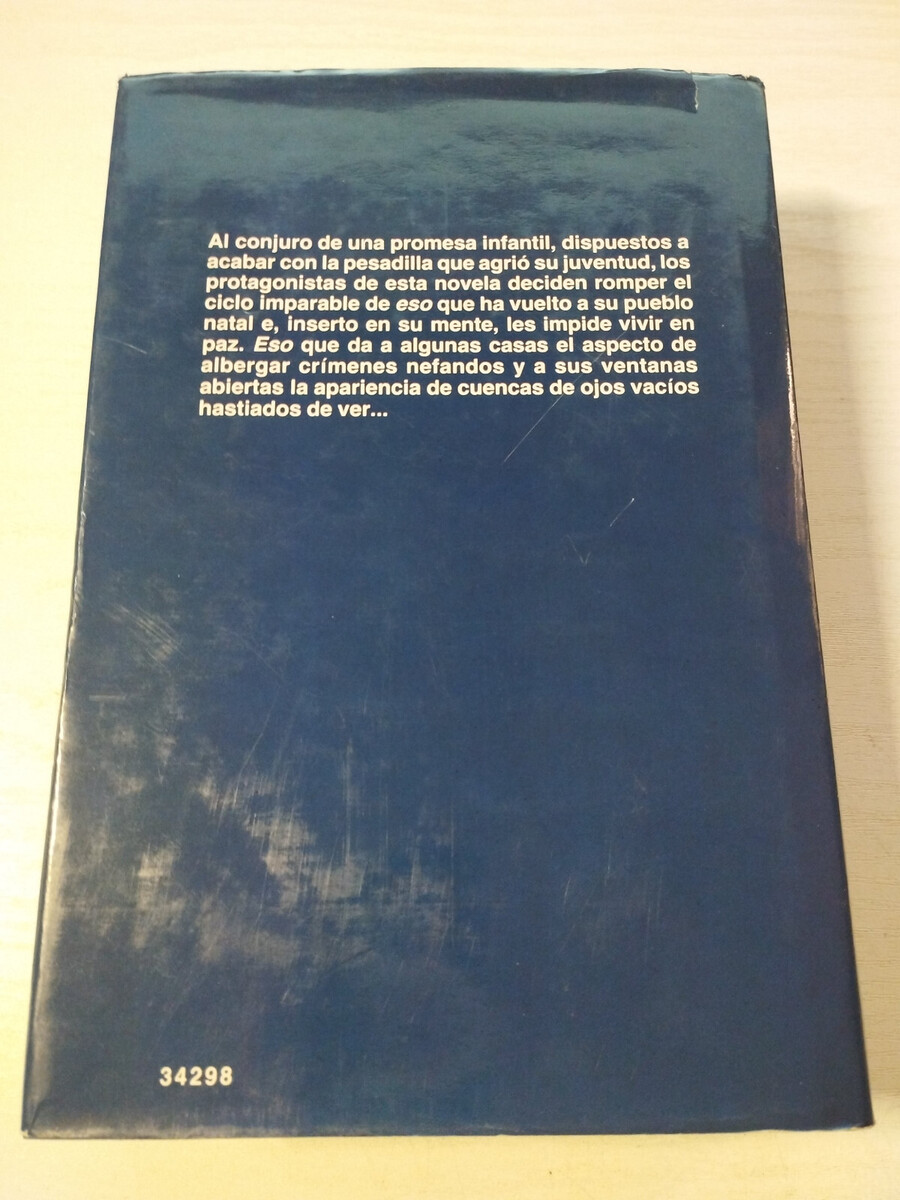 Al conjuro de una promesa infantil, dispuestos a
acabar con la pesadilla que agrió su juventud, los
protagonistas de esta novela deciden romper el
ciclo imparable de eso que ha vuelto a su pueblo
natal e, inserto en su mente, les impide vivir en
paz. Eso que da a algunas casas el aspecto de
albergar crímenes nefandos y a sus ventanas
abiertas la apariencia de cuencas de ojos vacíos
hastiados de ver...
34298